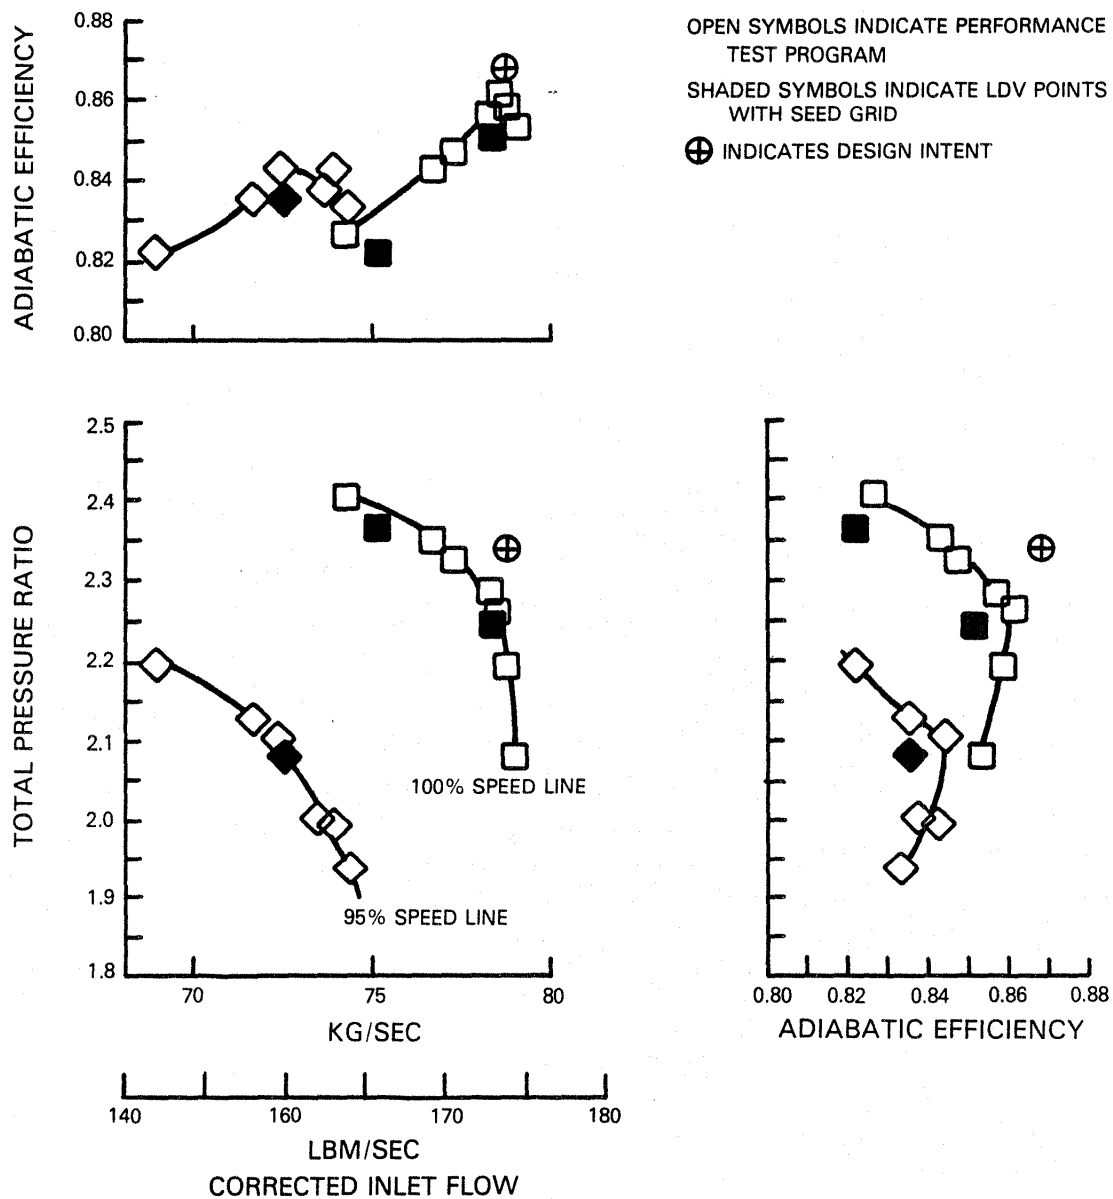 OPEN SYMBOLS INDICATE PERFORMANCE
TEST PROGRAM
SHADED SYMBOLS INDICATE LDV POINTS
WITH SEED GRID
INDICATES DESIGN INTENT
ADIABATIC EFFICIENCY
0.88
0.86
0.84
0.82
0.80
TOTAL PRESSURE RATIO
2.5
2.4
2.3
2.2
2.1
2.0
1.9
1.8
100% SPEED LINE
95% SPEED LINE
70 75 80
KG/SEC
140 160 170 180
LBM/SEC
CORRECTED INLET FLOW
0.80 0.82 0.84 0.86 0.88
ADIABATIC EFFICIENCY